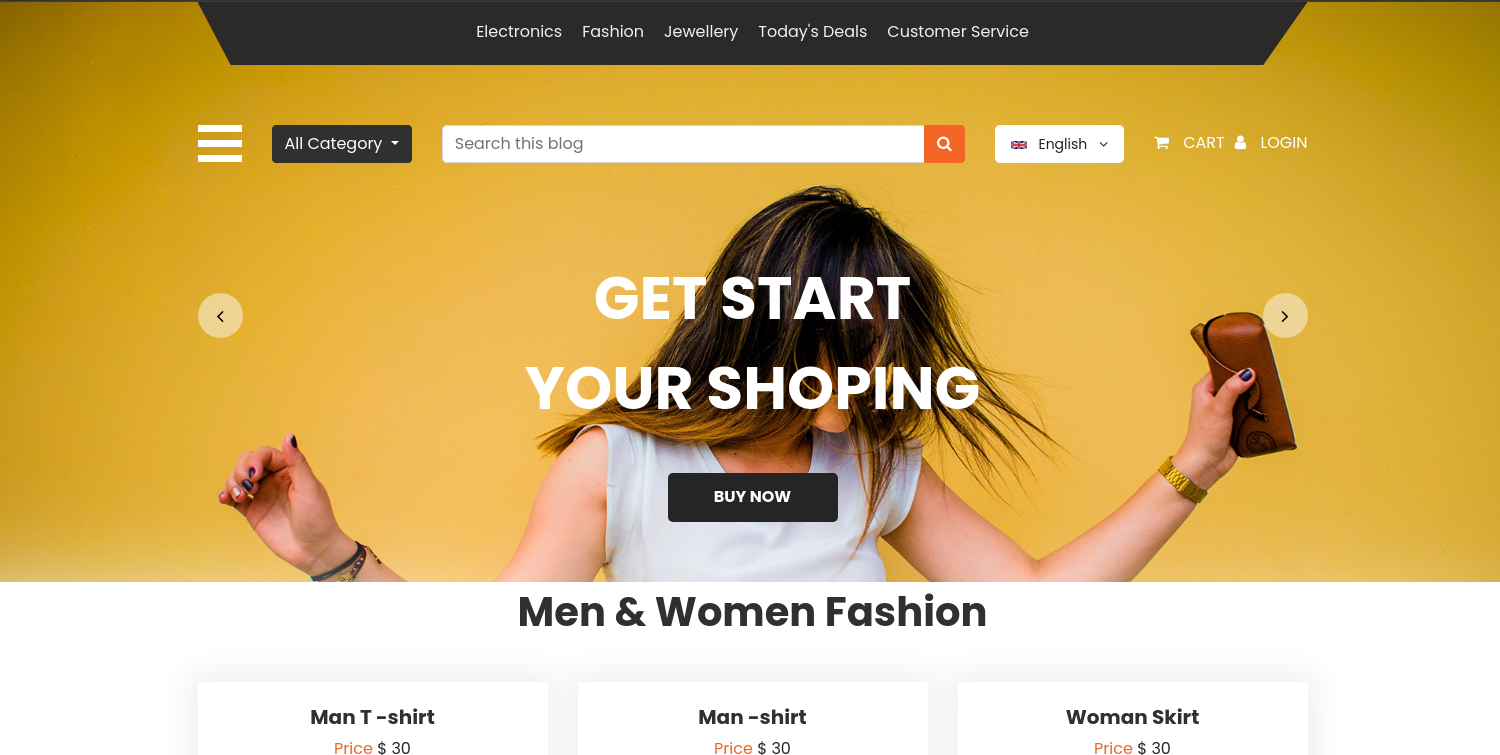 Electronics Fashion Jewellery Today's Deals Customer Service
All Category Search this blog English CART LOGIN
GET START
YOUR SHOPING
BUY NOW
Men & Women Fashion
Man T -shirt Man -shirt Woman Skirt
Price $ 30 Price $ 30 Price $ 30